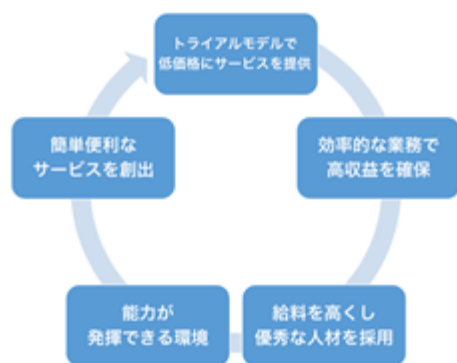 トライアルモデルで
低価格にサービスを提供
効率的な業務で
高収益を確保
給料を高くし
優秀な人材を採用
能力が
発揮できる環境
簡単便利な
サービスを創出